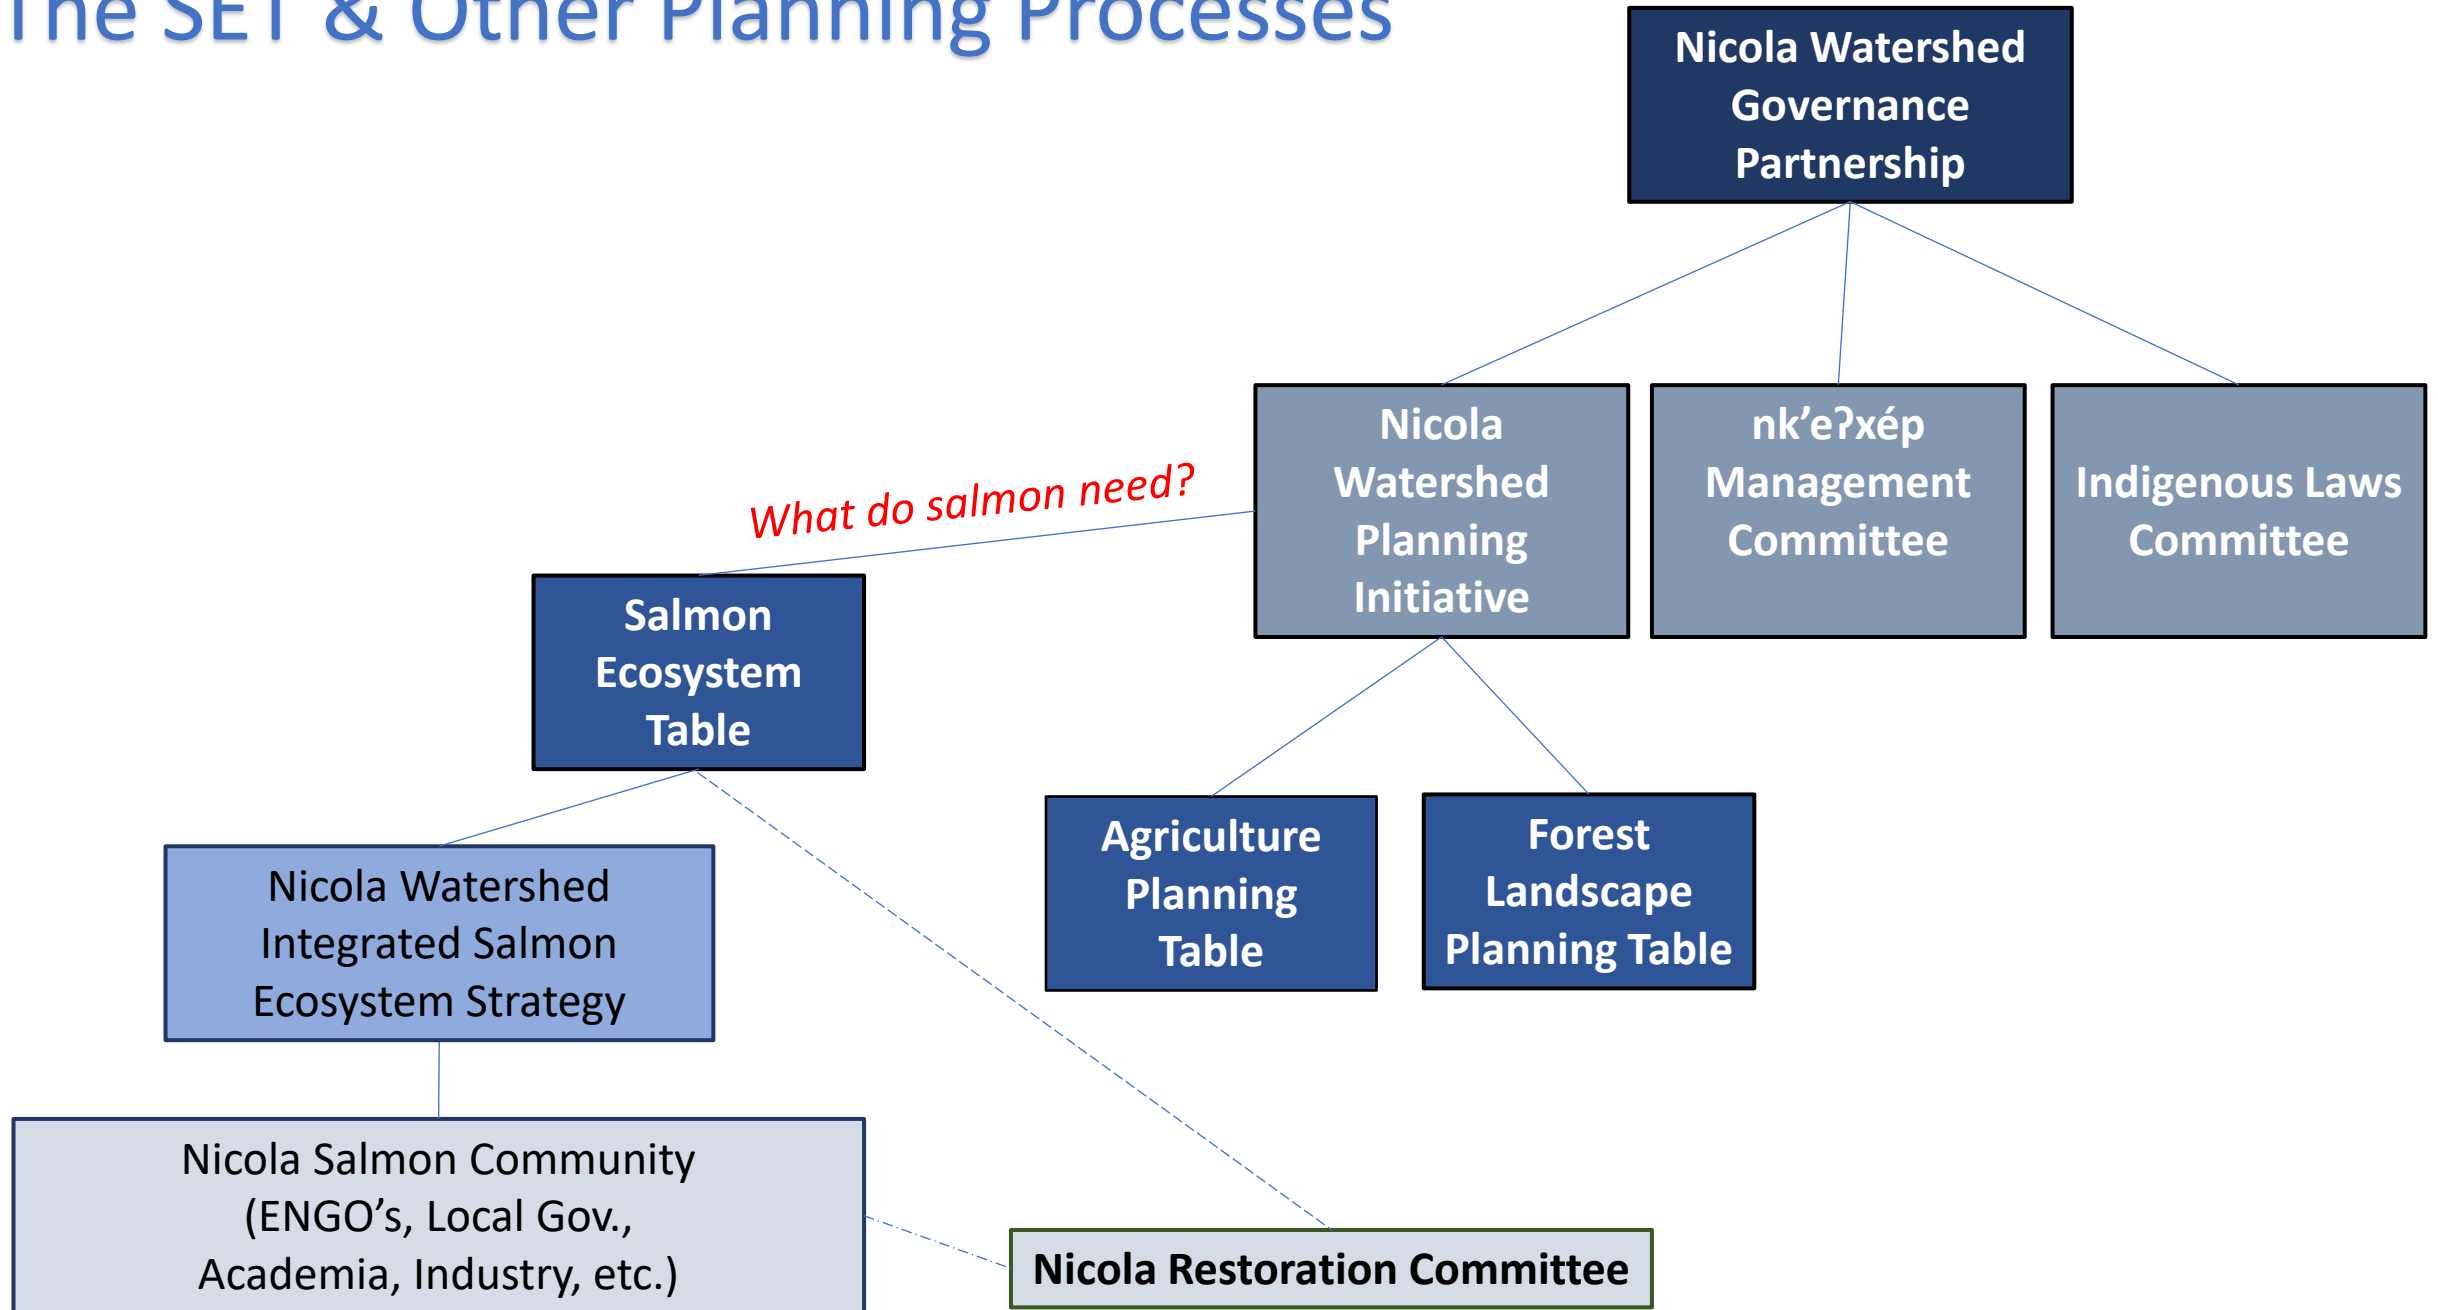 The SET & Other Planning Processes
Nicola Watershed
Governance
Partnership
Nicola
Watershed
Planning
Initiative
nk’eʔxép
Management
Committee
Indigenous Laws
Committee
What do salmon need?
Salmon
Ecosystem
Table
Agriculture
Planning
Table
Forest
Landscape
Planning Table
Nicola Watershed
Integrated Salmon
Ecosystem Strategy
Nicola Salmon Community
(ENGO’s, Local Gov.,
Academia, Industry, etc.)
Nicola Restoration Committee